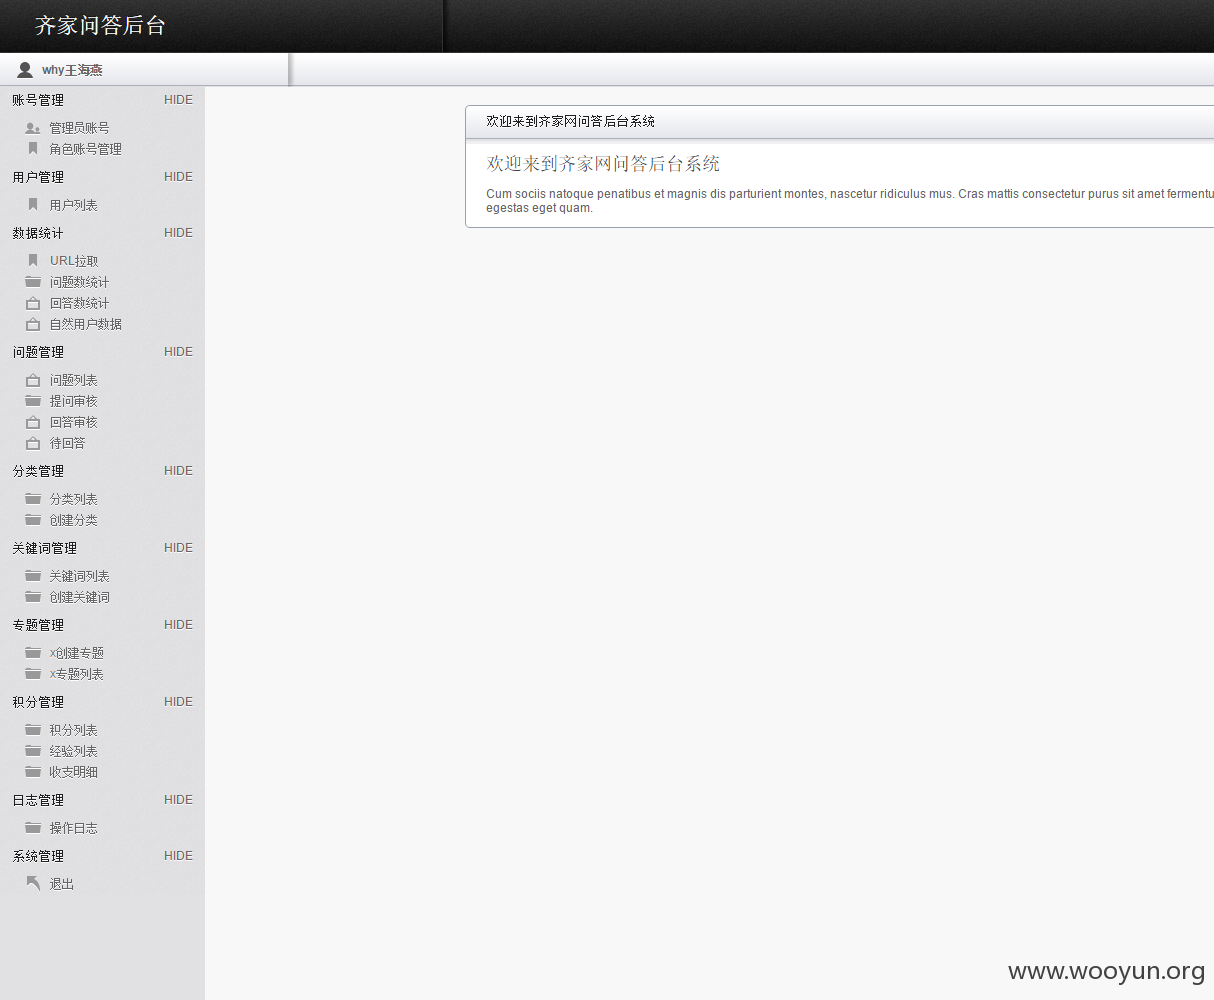 齐家问答后台
why王海燕
账号管理 HIDE
管理员账号
角色账号管理
用户管理 HIDE
用户列表
数据统计 HIDE
URL拉取
问题数统计
回答数统计
自然用户数据
问题管理 HIDE
问题列表
提问审核
回答审核
待回答
分类管理 HIDE
分类列表
创建分类
关键词管理 HIDE
关键词列表
创建关键词
专题管理 HIDE
x创建专题
x专题列表
积分管理 HIDE
积分列表
经验列表
收支明细
日志管理 HIDE
操作日志
系统管理 HIDE
退出
欢迎来到齐家网问答后台系统
欢迎来到齐家网问答后台系统
Cum sociis natoque penatibus et magnis dis parturient montes, nascetur ridiculus mus. Cras mattis consectetur purus sit amet fermentu
egestas eget quam.
www.wooyun.org